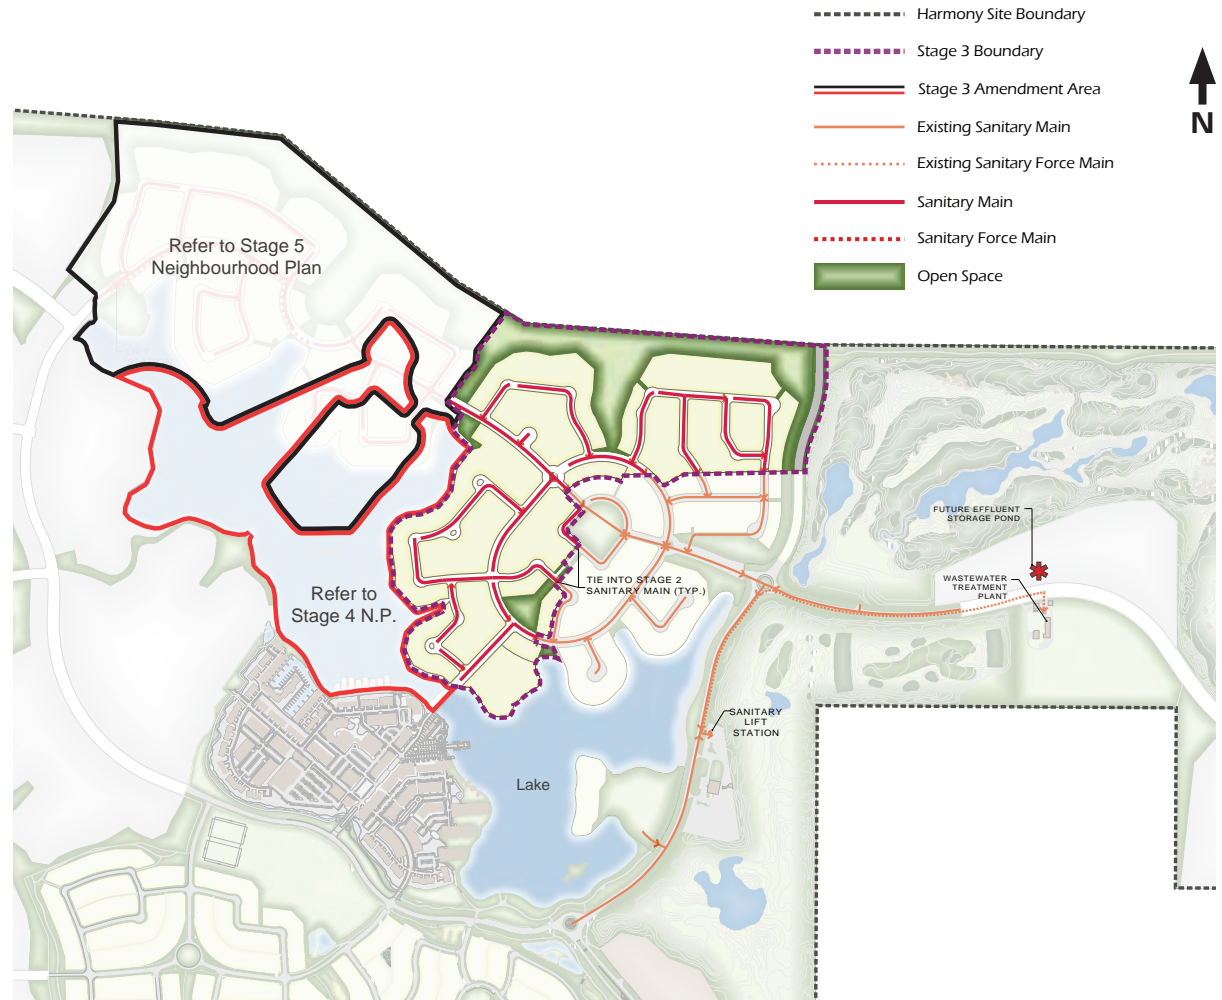 Harmony Site Boundary
Stage 3 Boundary
Stage 3 Amendment Area
N
Existing Sanitary Main
Existing Sanitary Force Main
Sanitary Main
Sanitary Force Main
Open Space
Refer to Stage 5
Neighbourhood Plan
FUTURE EFFLUENT
STORAGE POND
WASTEWATER
TREATMENT
PLANT
TIE INTO STAGE 2
SANITARY MAIN (TYP.)
Refer to
Stage 4 N.P.
SANITARY
LIFT
STATION
Lake